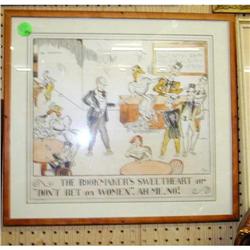 THE BOOKMAKER'S SWEETHEART OR
"DON'T BET ON WOMEN", AH ME, NO!